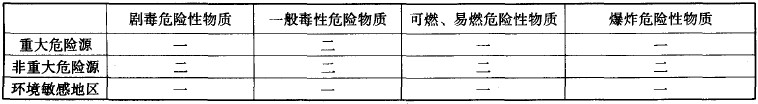 剧毒危险性物质 一般毒性危险物质 可燃、易燃危险性物质 爆炸危险性物质
重大危险源 一 二 一 一
非重大危险源 二 二 二 二
环境敏感地区 一 一 一 一